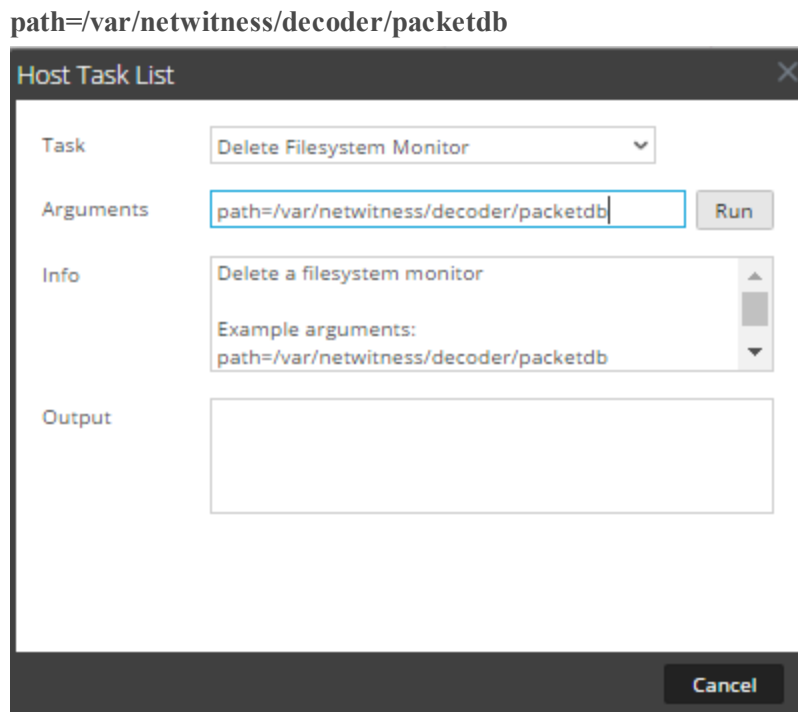 path=/var/netwitness/decoder/packetdb
Host Task List
Task
Delete Filesystem Monitor
Arguments
path=/var/netwitness/decoder/packetdb
Run
Info
Delete a filesystem monitor
Example arguments:
path=/var/netwitness/decoder/packetdb
Output
Cancel